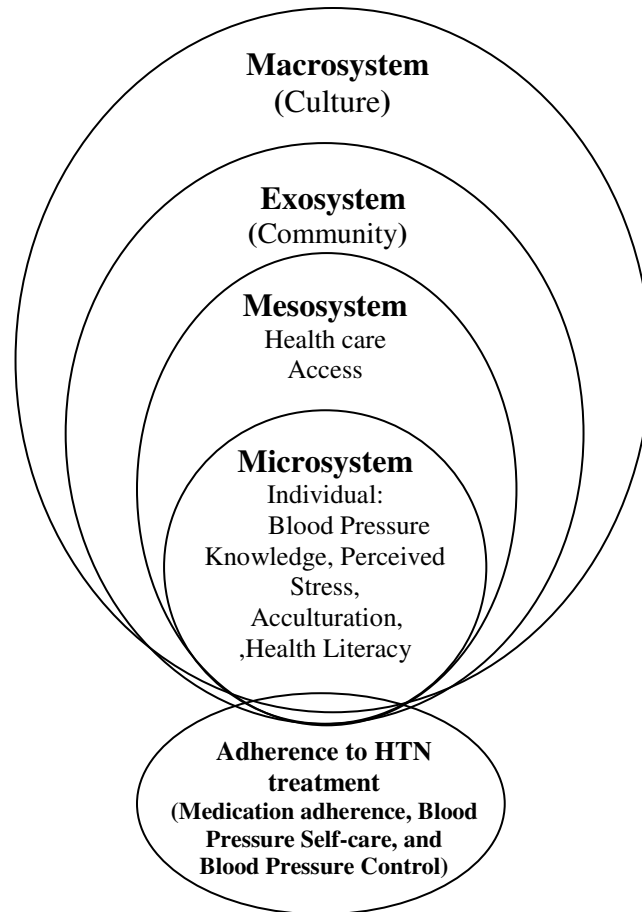 Macrosystem
(Culture)
Exosystem
(Community)
Mesosystem
Health care
Access
Microsystem
Individual:
Blood Pressure
Knowledge, Perceived
Stress,
Acculturation,
,Health Literacy
Adherence to HTN
treatment
(Medication adherence, Blood
Pressure Self-care, and
Blood Pressure Control)